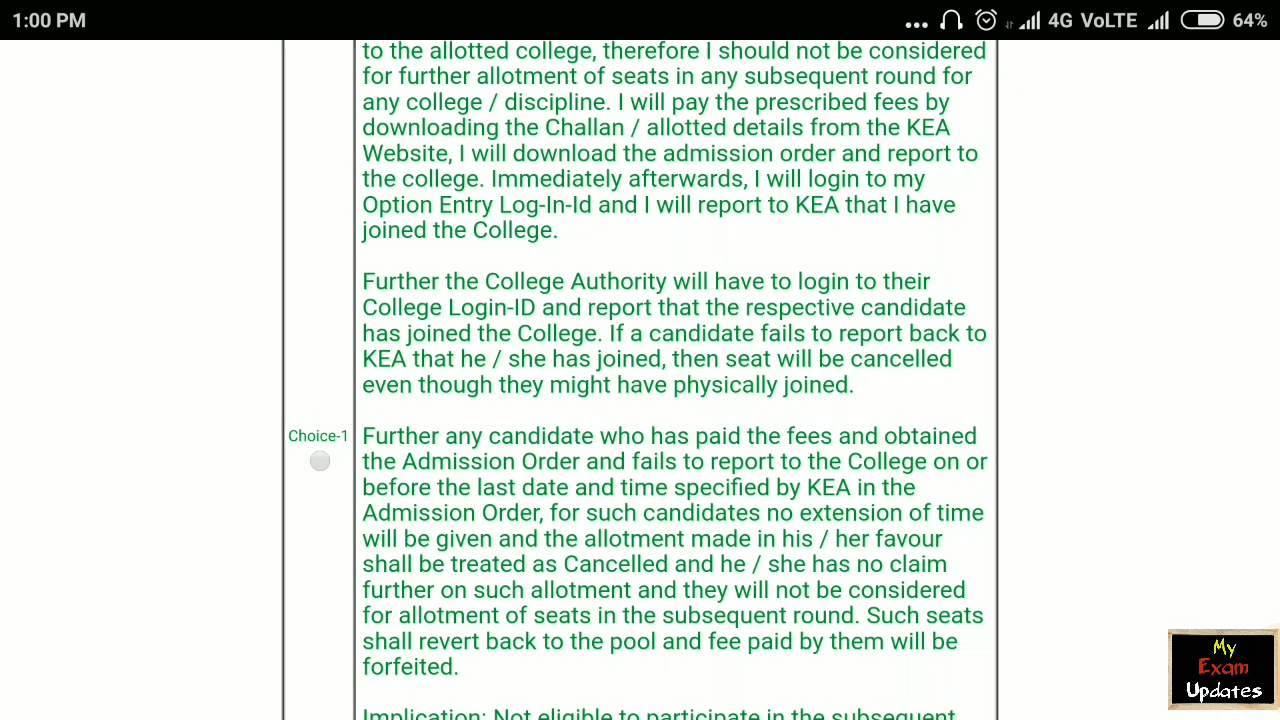 1:00 PM
4G VoLTE
64%
to the allotted college, therefore I should not be considered
for further allotment of seats in any subsequent round for
any college / discipline. I will pay the prescribed fees by
downloading the Challan / allotted details from the KEA
Website, I will download the admission order and report to
the college. Immediately afterwards, I will login to my
Option Entry Log-In-Id and I will report to KEA that I have
joined the College.
Further the College Authority will have to login to their
College Login-ID and report that the respective candidate
has joined the College. If a candidate fails to report back to
KEA that he / she has joined, then seat will be cancelled
even though they might have physically joined.
Choice-1
Further any candidate who has paid the fees and obtained
the Admission Order and fails to report to the College on or
before the last date and time specified by KEA in the
Admission Order, for such candidates no extension of time
will be given and the allotment made in his / her favour
shall be treated as Cancelled and he / she has no claim
further on such allotment and they will not be considered
for allotment of seats in the subsequent round. Such seats
shall revert back to the pool and fee paid by them will be
forfeited.
Implication: Not eligible to participate in the subsequent
My
Exam
Updates